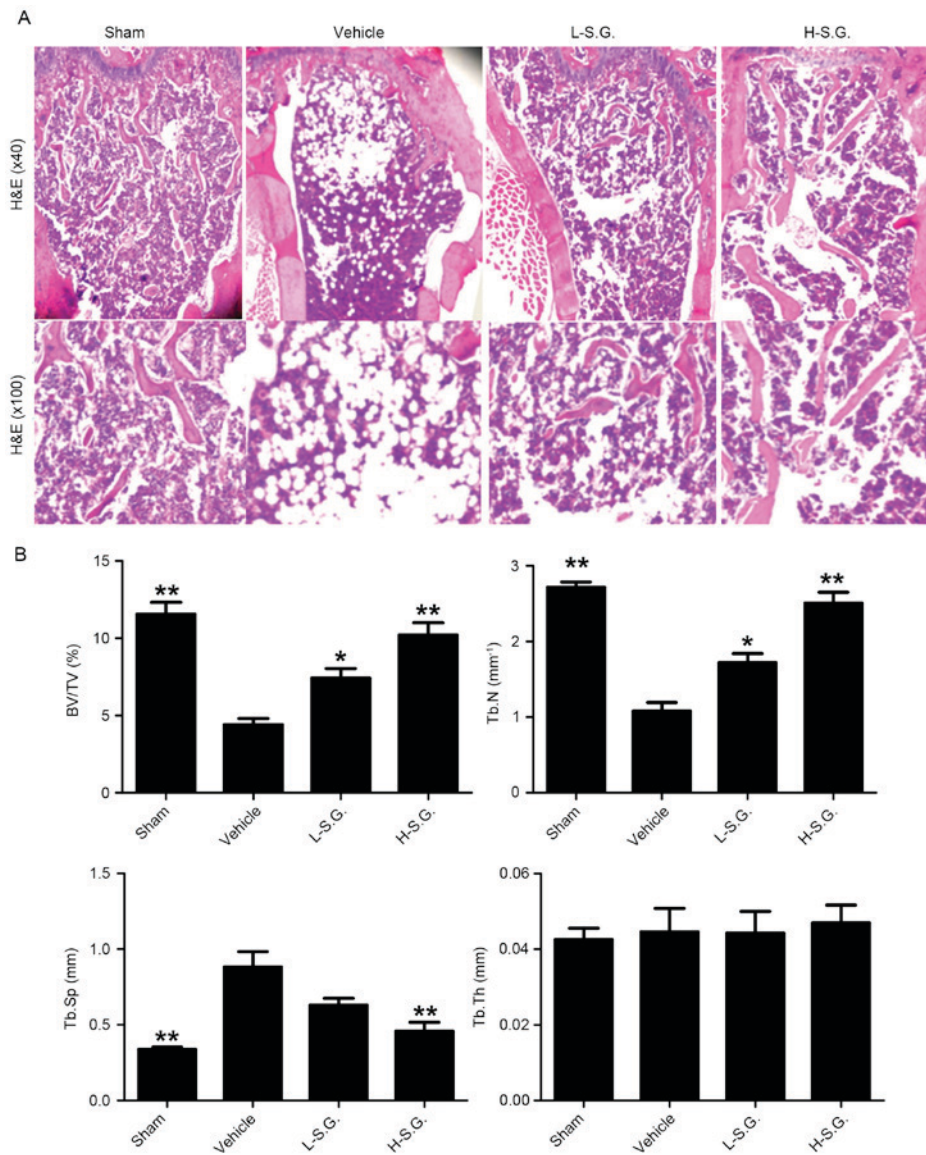 A
Sham Vehicle L-S.G. H-S.G.
H&E (x40)
H&E (x100)
B
BV/TV (%)
15
10
5
0
**
*
**
Sham Vehicle L-S.G. H-S.G.
Tb.N (mm⁻¹)
3
2
1
0
**
*
**
Sham Vehicle L-S.G. H-S.G.
Tb.Sp (mm)
1.5
1.0
0.5
0.0
**
**
Sham Vehicle L-S.G. H-S.G.
Tb.Th (mm)
0.06
0.04
0.02
0.00
Sham Vehicle L-S.G. H-S.G.